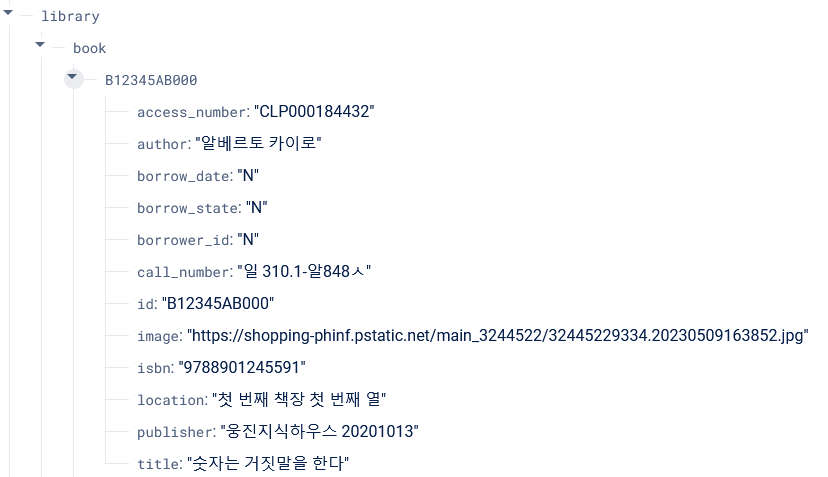 library
book
B12345AB000
access_number: "CLP000184432"
author: "알베르토 카이로"
borrow_date: "N"
borrow_state: "N"
borrower_id: "N"
call_number: "일 310.1-알848ㅅ"
id: "B12345AB000"
image: "https://shopping-phinf.pstatic.net/main_3244522/32445229334.20230509163852.jpg"
isbn: "9788901245591"
location: "첫 번째 책장 첫 번째 열"
publisher: "웅진지식하우스 20201013"
title: "숫자는 거짓말을 한다"